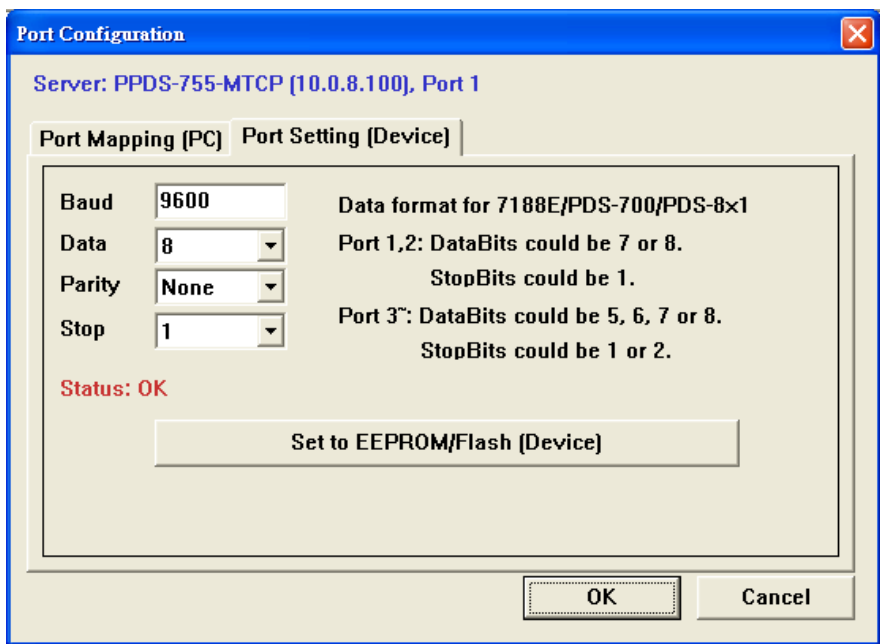 Port Configuration
Server: PPDS-755-MTCP (10.0.8.100), Port 1
Port Mapping (PC) Port Setting (Device)
Baud 9600
Data 8
Parity None
Stop 1
Data format for 7188E/PDS-700/PDS-8x1
Port 1,2: DataBits could be 7 or 8.
StopBits could be 1.
Port 3~: DataBits could be 5, 6, 7 or 8.
StopBits could be 1 or 2.
Status: OK
Set to EEPROM/Flash (Device)
OK Cancel